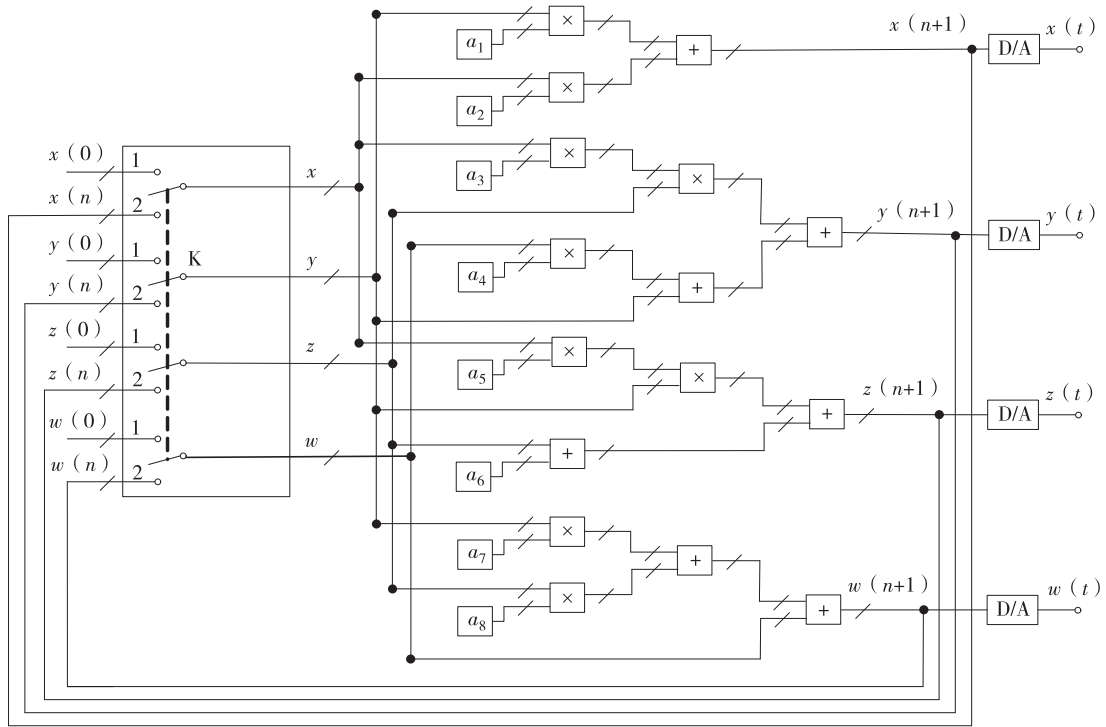 x(n+1)
D/A
x(t)
a1
×
×
+
a2
x(0)
1
x(n)
2
x
y(0)
1
y(n)
2
K
y
z(0)
1
z(n)
2
z
w(0)
1
w(n)
2
w
a3
×
×
a4
×
+
+
y(n+1)
D/A
y(t)
a5
×
×
a6
+
+
z(n+1)
D/A
z(t)
a7
×
+
a8
×
+
w(n+1)
D/A
w(t)